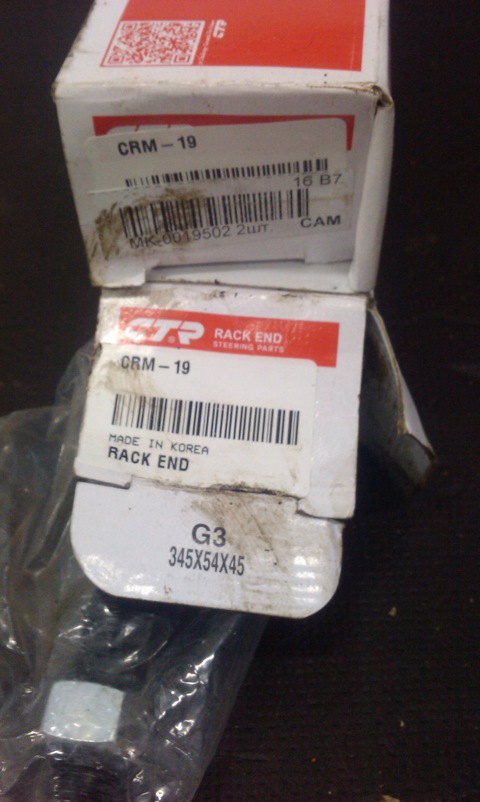 CTR
CRM-19
16 B7
MK-0019502 2шт.
CAM
CTR RACK END
STEERING PARTS
CRM-19
MADE IN KOREA
RACK END
G3
345X54X45